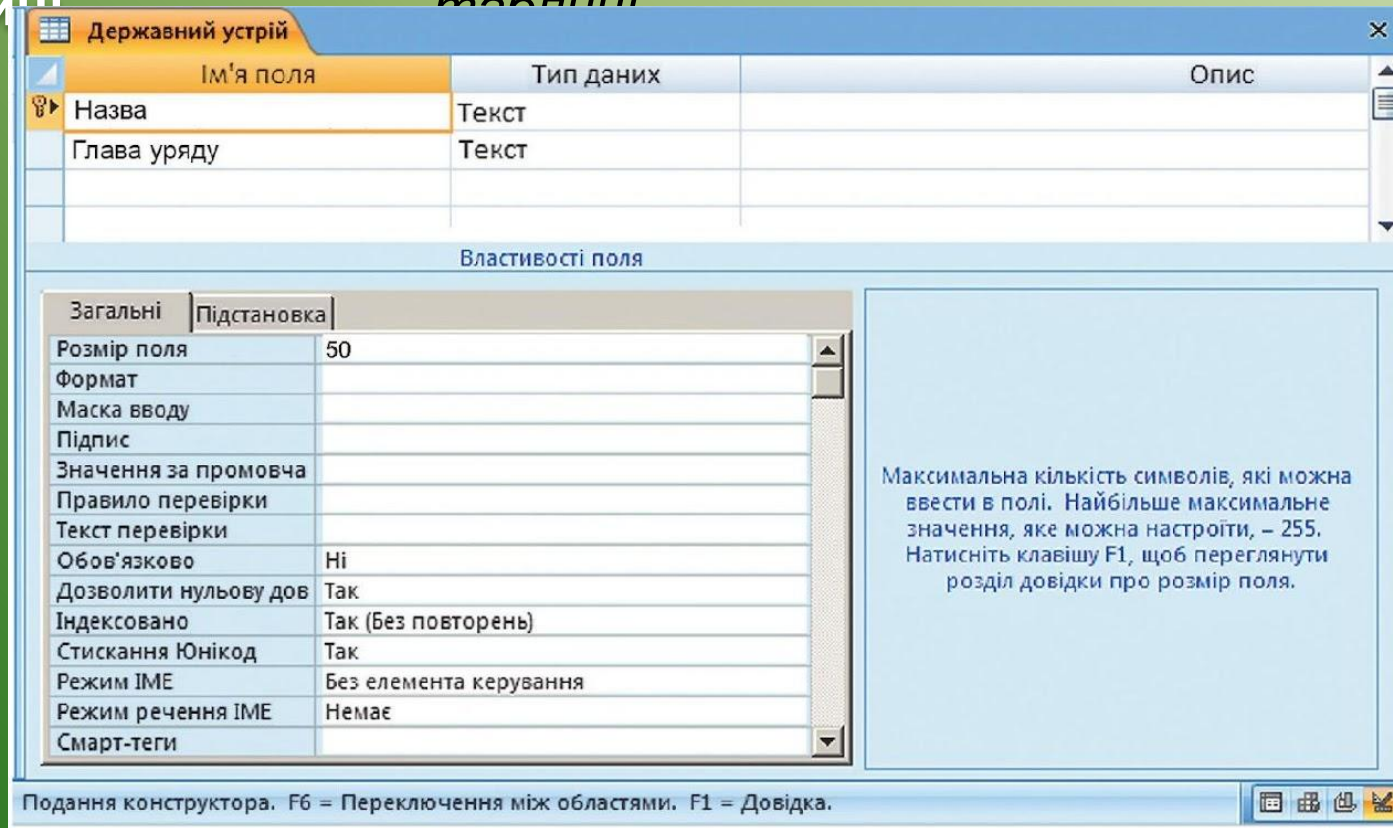 таблиці
Державний устрій
Ім'я поля Тип даних Опис
Назва Текст
Глава уряду Текст
Властивості поля
Загальні Підстановка
Розмір поля 50
Формат
Маска вводу
Підпис
Значення за промовча
Правило перевірки
Текст перевірки
Обов'язково Ні
Дозволити нульову дов Так
Індексовано Так (Без повторень)
Стискання Юнікод Так
Режим IME Без елемента керування
Режим речення IME Немає
Смарт-теги
Максимальна кількість символів, які можна
ввести в полі. Найбільше максимальне
значення, яке можна настроїти, – 255.
Натисніть клавішу F1, щоб переглянути
розділ довідки про розмір поля.
Подання конструктора. F6 = Переключення між областями. F1 = Довідка.